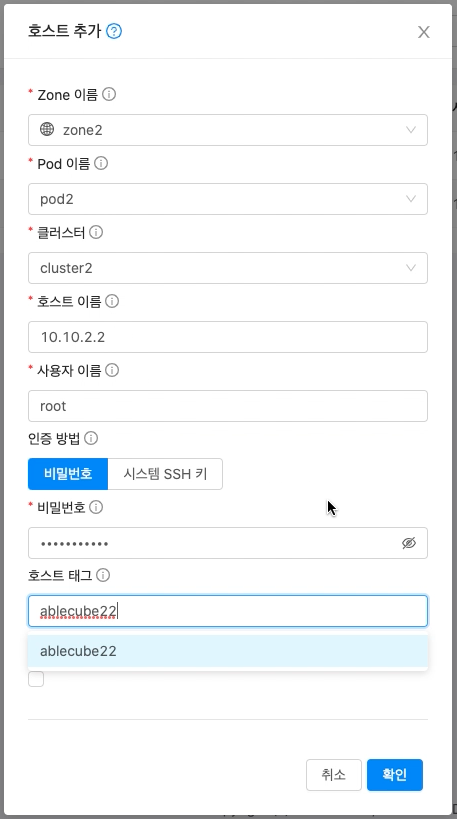 호스트 추가
* Zone 이름
zone2
* Pod 이름
pod2
* 클러스터
cluster2
* 호스트 이름
10.10.2.2
* 사용자 이름
root
인증 방법
비밀번호 시스템 SSH 키
* 비밀번호
•••••••••••
호스트 태그
ablecube22
ablecube22
취소 확인